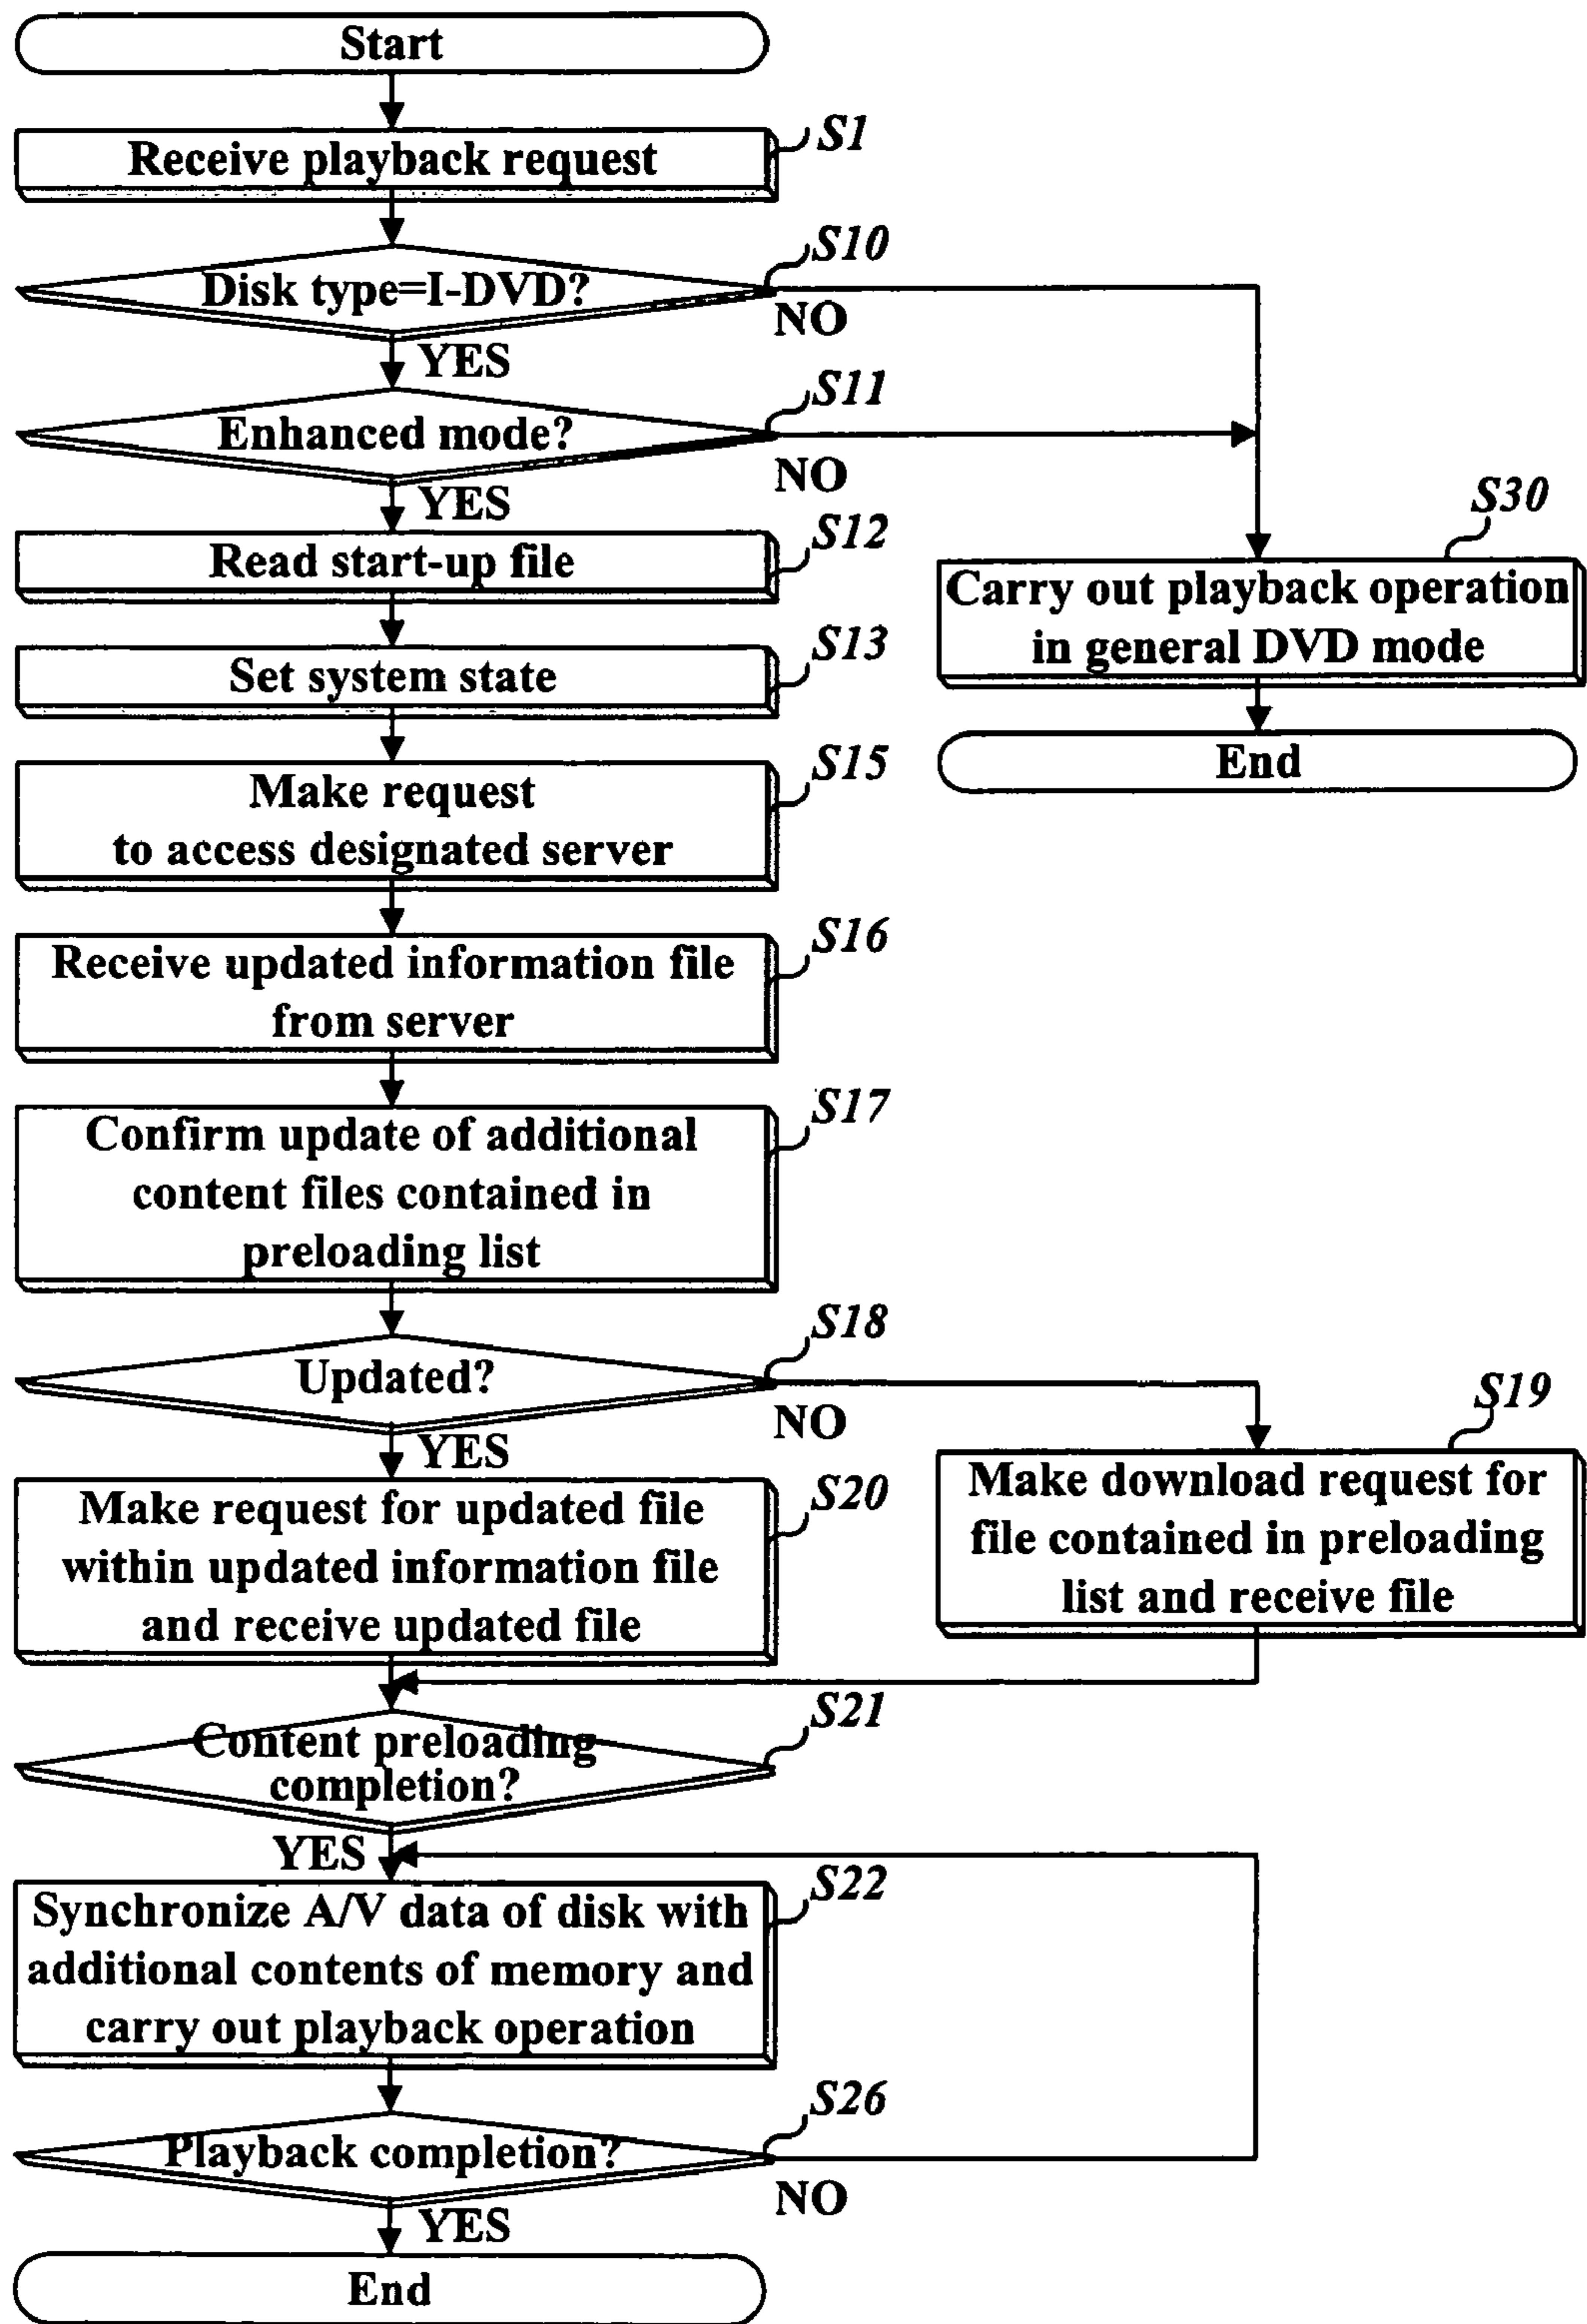 Start
Receive playback request
S1
Disk type=I-DVD?
S10
NO
YES
Enhanced mode?
S11
NO
YES
Read start-up file
S12
Set system state
S13
Make request
to access designated server
S15
Receive updated information file
from server
S16
Confirm update of additional
content files contained in
preloading list
S17
Updated?
S18
NO
YES
Make request for updated file
within updated information file
and receive updated file
S20
Content preloading
completion?
S21
YES
Synchronize A/V data of disk with
additional contents of memory and
carry out playback operation
S22
Playback completion?
S26
NO
YES
End
S30
Carry out playback operation
in general DVD mode
End
S19
Make download request for
file contained in preloading
list and receive file